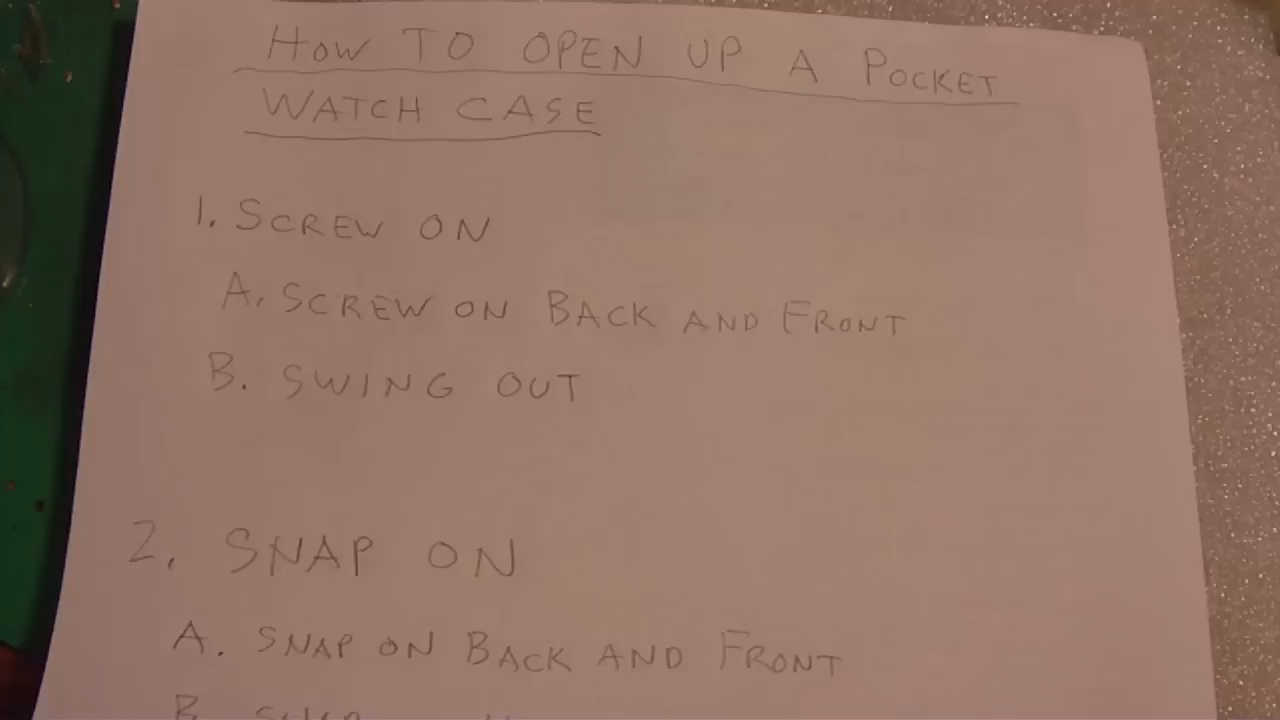 How TO OPEN UP A POCKET
WATCH CASE
1. SCREW ON
A. SCREW ON BACK AND FRONT
B. SWING OUT
2. SNAP ON
A. SNAP ON BACK AND FRONT
B.